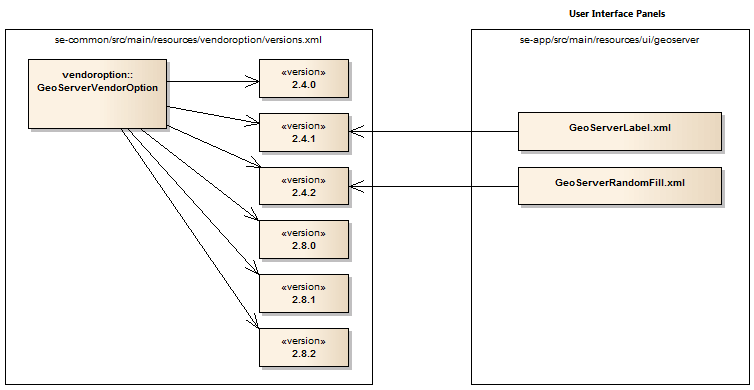 User Interface Panels
se-common/src/main/resources/vendoroption/versions.xml
se-app/src/main/resources/ui/geoserver
vendoroption::
GeoServerVendorOption
«version»
2.4.0
«version»
2.4.1
GeoServerLabel.xml
«version»
2.4.2
GeoServerRandomFill.xml
«version»
2.8.0
«version»
2.8.1
«version»
2.8.2